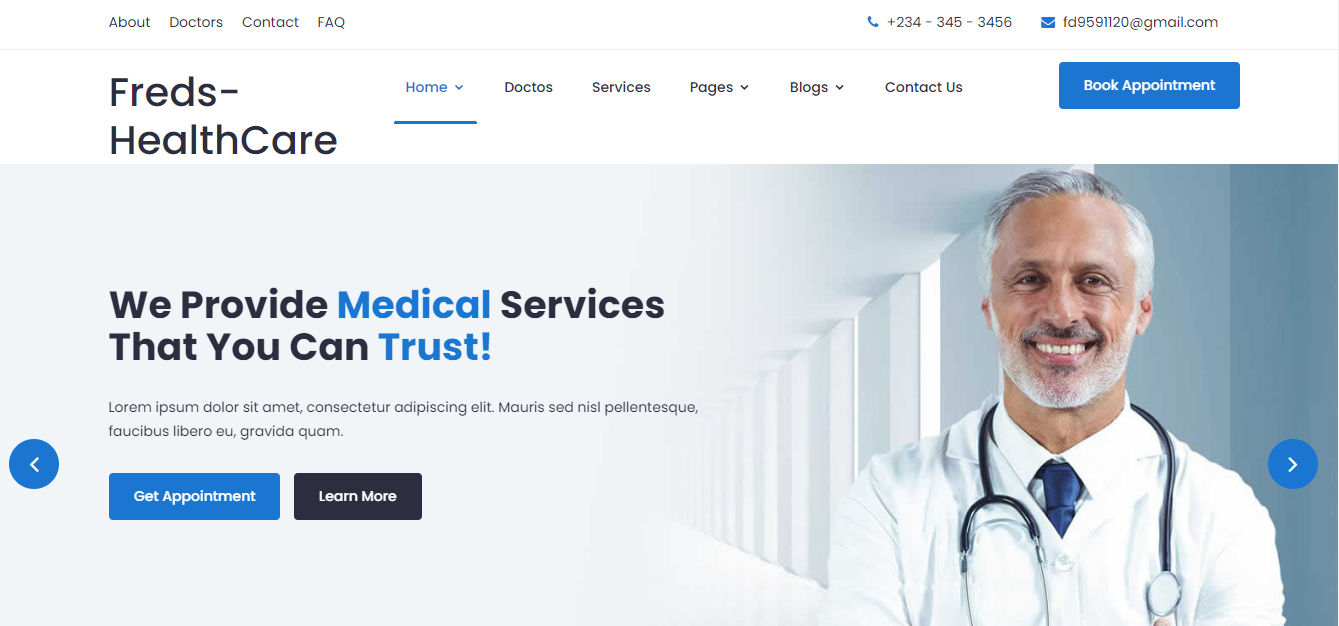 About Doctors Contact FAQ +234 - 345 - 3456 fd9591120@gmail.com
Freds-
HealthCare
Home Doctos Services Pages Blogs Contact Us Book Appointment
We Provide Medical Services
That You Can Trust!
Lorem ipsum dolor sit amet, consectetur adipiscing elit. Mauris sed nisl pellentesque,
faucibus libero eu, gravida quam.
Get Appointment Learn More